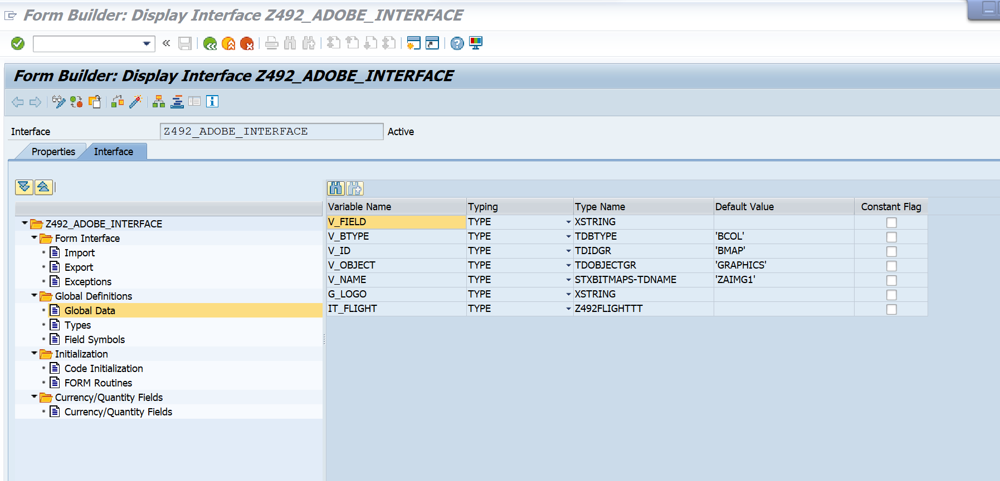 Form Builder: Display Interface Z492_ADOBE_INTERFACE
Form Builder: Display Interface Z492_ADOBE_INTERFACE
Interface Z492_ADOBE_INTERFACE Active
Properties Interface
Variable Name Typing Type Name Default Value Constant Flag
V_FIELD TYPE XSTRING
V_BTYPE TYPE TDBTYPE 'BCOL'
V_ID TYPE TDIDGR 'BMAP'
V_OBJECT TYPE TDOBJECTGR 'GRAPHICS'
V_NAME TYPE STXBITMAPS-TDNAME 'ZAIMG1'
G_LOGO TYPE XSTRING
IT_FLIGHT TYPE Z492FLIGHTTT
Z492_ADOBE_INTERFACE
Form Interface
Import
Export
Exceptions
Global Definitions
Global Data
Types
Field Symbols
Initialization
Code Initialization
FORM Routines
Currency/Quantity Fields
Currency/Quantity Fields